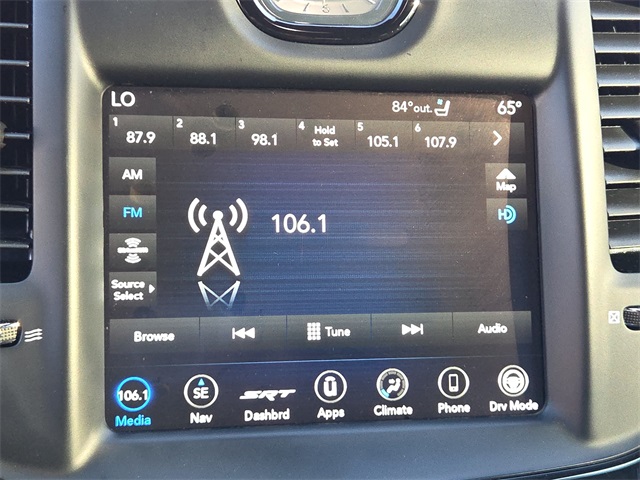 LO 84° out. 65°
1 87.9 2 88.1 3 98.1 4 Hold to Set 5 105.1 6 107.9
AM
Map
FM
HD
106.1
Source Select
Browse Tune Audio
106.1 SE SRT
Media Nav Dashbrd Apps Climate Phone Drv Mode